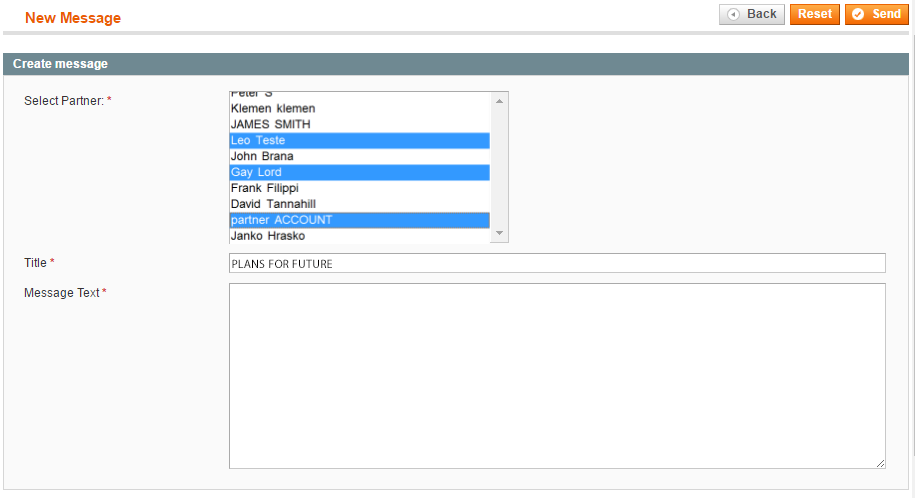 New Message
Back Reset Send
Create message
Select Partner: *
Peter S
Klemen klemen
JAMES SMITH
Leo Teste
John Brana
Gay Lord
Frank Filippi
David Tannahill
partner ACCOUNT
Janko Hrasko
Title * PLANS FOR FUTURE
Message Text *